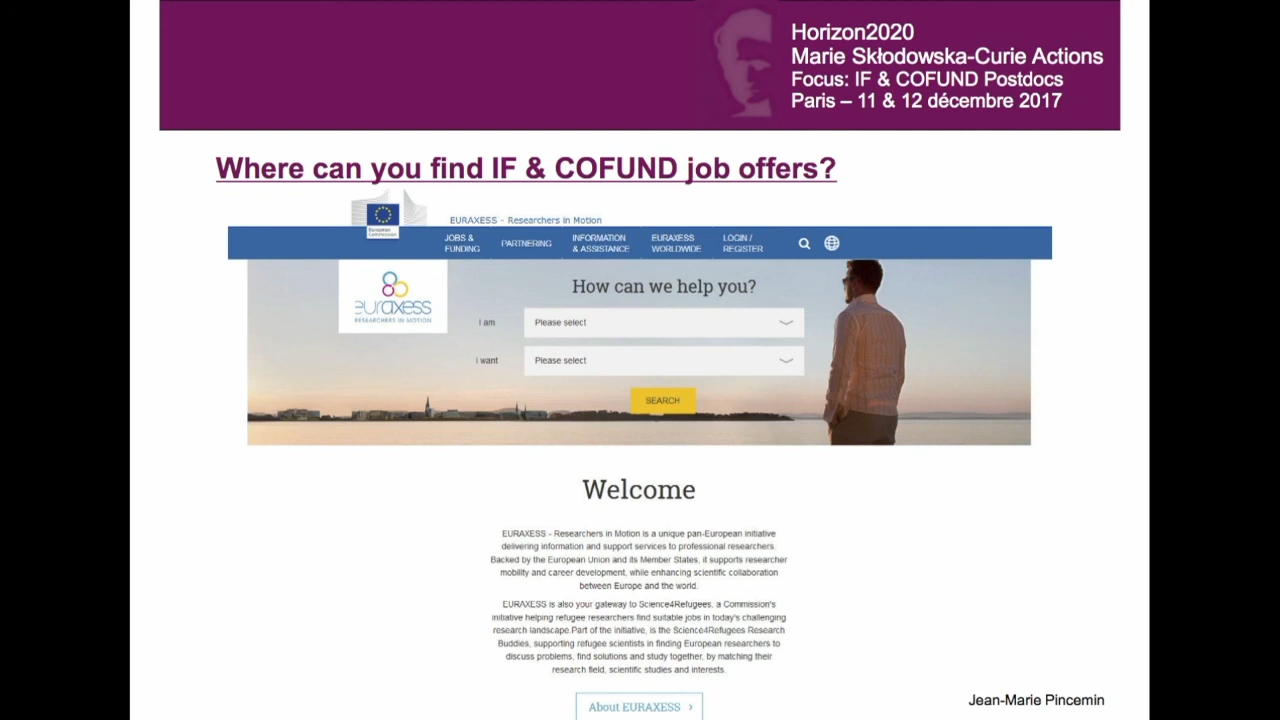 Horizon2020
Marie Skłodowska-Curie Actions
Focus: IF & COFUND Postdocs
Paris – 11 & 12 décembre 2017
Where can you find IF & COFUND job offers?
European
Commission
EURAXESS - Researchers in Motion
JOBS &
FUNDING
PARTNERING
INFORMATION
& ASSISTANCE
EURAXESS
WORLDWIDE
LOGIN /
REGISTER
euraxess
RESEARCHERS IN MOTION
How can we help you?
I am
Please select
I want
Please select
SEARCH
Welcome
EURAXESS - Researchers in Motion is a unique pan-European initiative
delivering information and support services to professional researchers.
Backed by the European Union and its Member States, it supports researcher
mobility and career development, while enhancing scientific collaboration
between Europe and the world.
EURAXESS is also your gateway to Science4Refugees, a Commission's
initiative helping refugee researchers find suitable jobs in today's challenging
research landscape.Part of the initiative, is the Science4Refugees Research
Buddies, supporting refugee scientists in finding European researchers to
discuss problems, find solutions and study together, by matching their
research field, scientific studies and interests.
About EURAXESS ›
Jean-Marie Pincemin